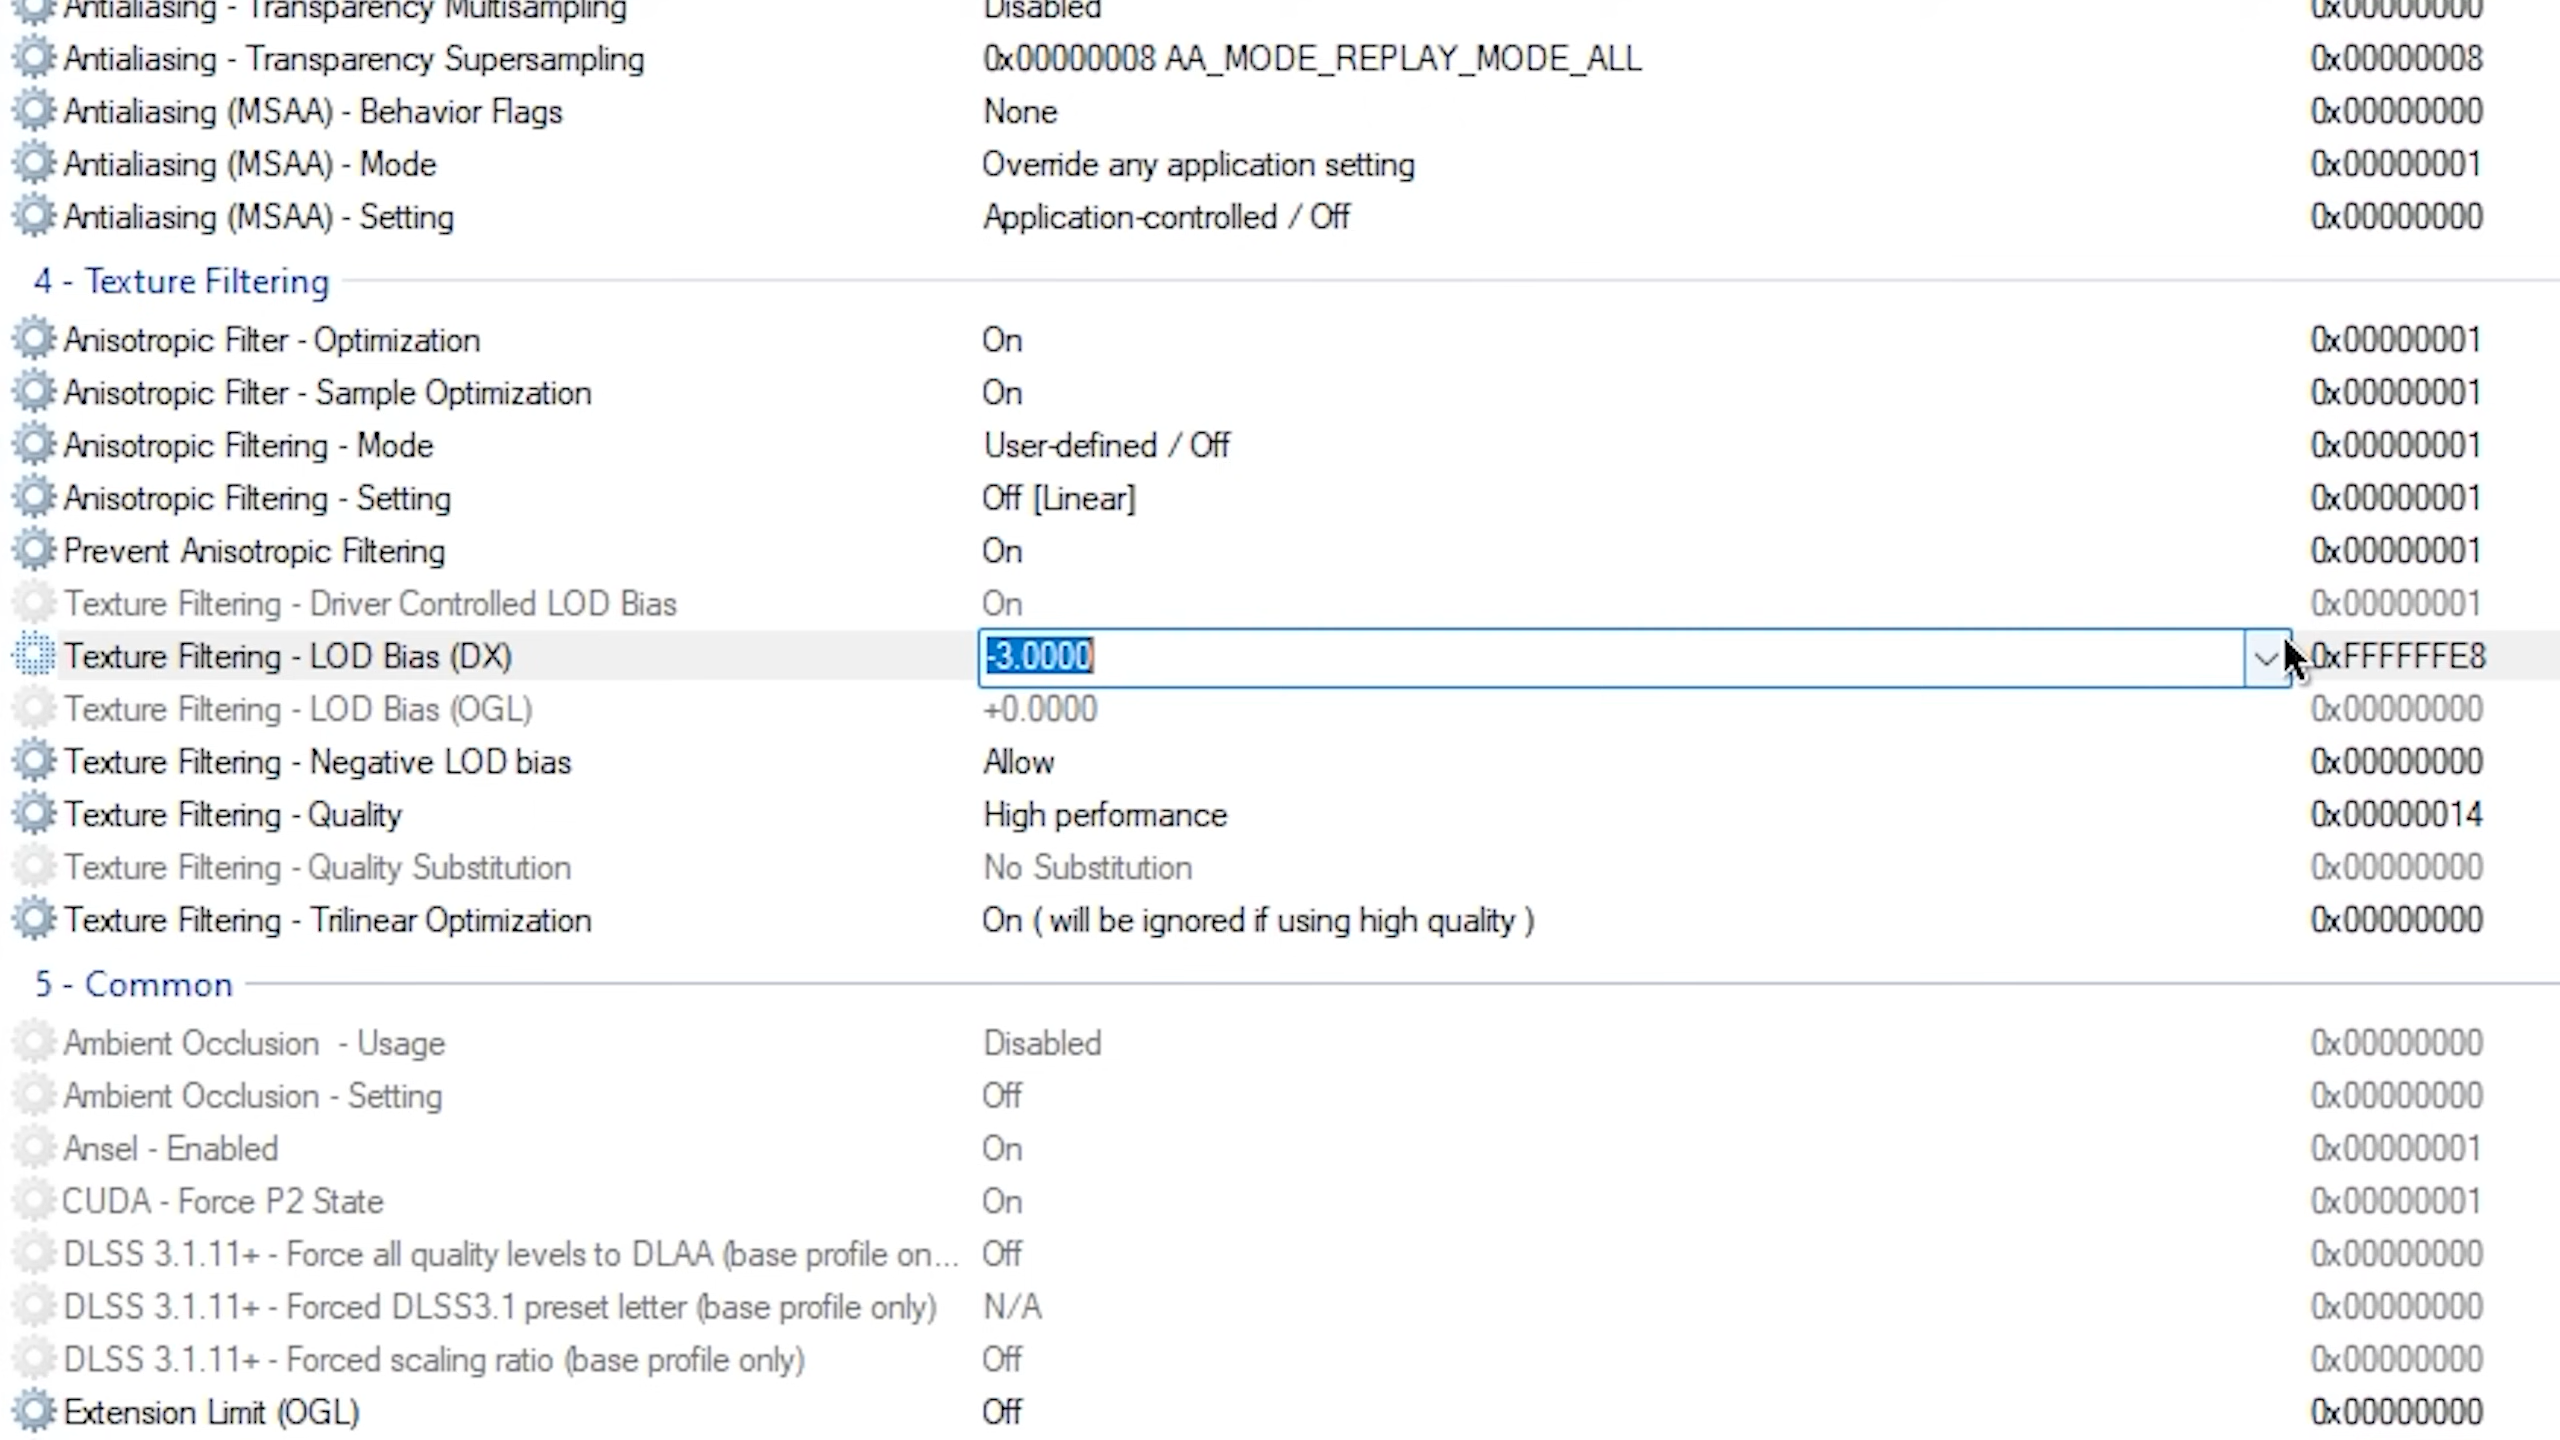 Antialiasing - Transparency Multisampling Disabled 0x00000000
Antialiasing - Transparency Supersampling 0x00000008 AA_MODE_REPLAY_MODE_ALL 0x00000008
Antialiasing (MSAA) - Behavior Flags None 0x00000000
Antialiasing (MSAA) - Mode Override any application setting 0x00000001
Antialiasing (MSAA) - Setting Application-controlled / Off 0x00000000
4 - Texture Filtering
Anisotropic Filter - Optimization On 0x00000001
Anisotropic Filter - Sample Optimization On 0x00000001
Anisotropic Filtering - Mode User-defined / Off 0x00000001
Anisotropic Filtering - Setting Off [Linear] 0x00000001
Prevent Anisotropic Filtering On 0x00000001
Texture Filtering - Driver Controlled LOD Bias On 0x00000001
Texture Filtering - LOD Bias (DX) -3.0000 0xFFFFFFE8
Texture Filtering - LOD Bias (OGL) +0.0000 0x00000000
Texture Filtering - Negative LOD bias Allow 0x00000000
Texture Filtering - Quality High performance 0x00000014
Texture Filtering - Quality Substitution No Substitution 0x00000000
Texture Filtering - Trilinear Optimization On ( will be ignored if using high quality ) 0x00000000
5 - Common
Ambient Occlusion - Usage Disabled 0x00000000
Ambient Occlusion - Setting Off 0x00000000
Ansel - Enabled On 0x00000001
CUDA - Force P2 State On 0x00000001
DLSS 3.1.11+ - Force all quality levels to DLAA (base profile on... Off 0x00000000
DLSS 3.1.11+ - Forced DLSS3.1 preset letter (base profile only) N/A 0x00000000
DLSS 3.1.11+ - Forced scaling ratio (base profile only) Off 0x00000000
Extension Limit (OGL) Off 0x00000000